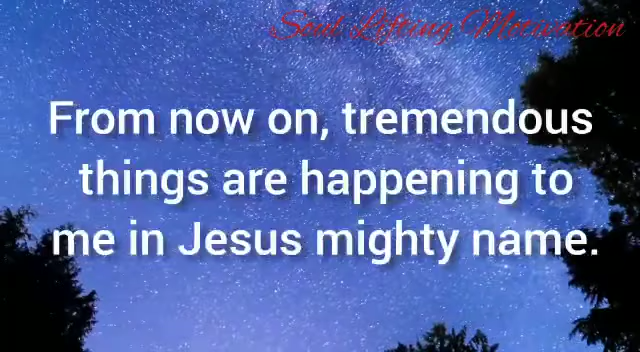 Soul Lifting Motivation
From now on, tremendous
things are happening to
me in Jesus mighty name.